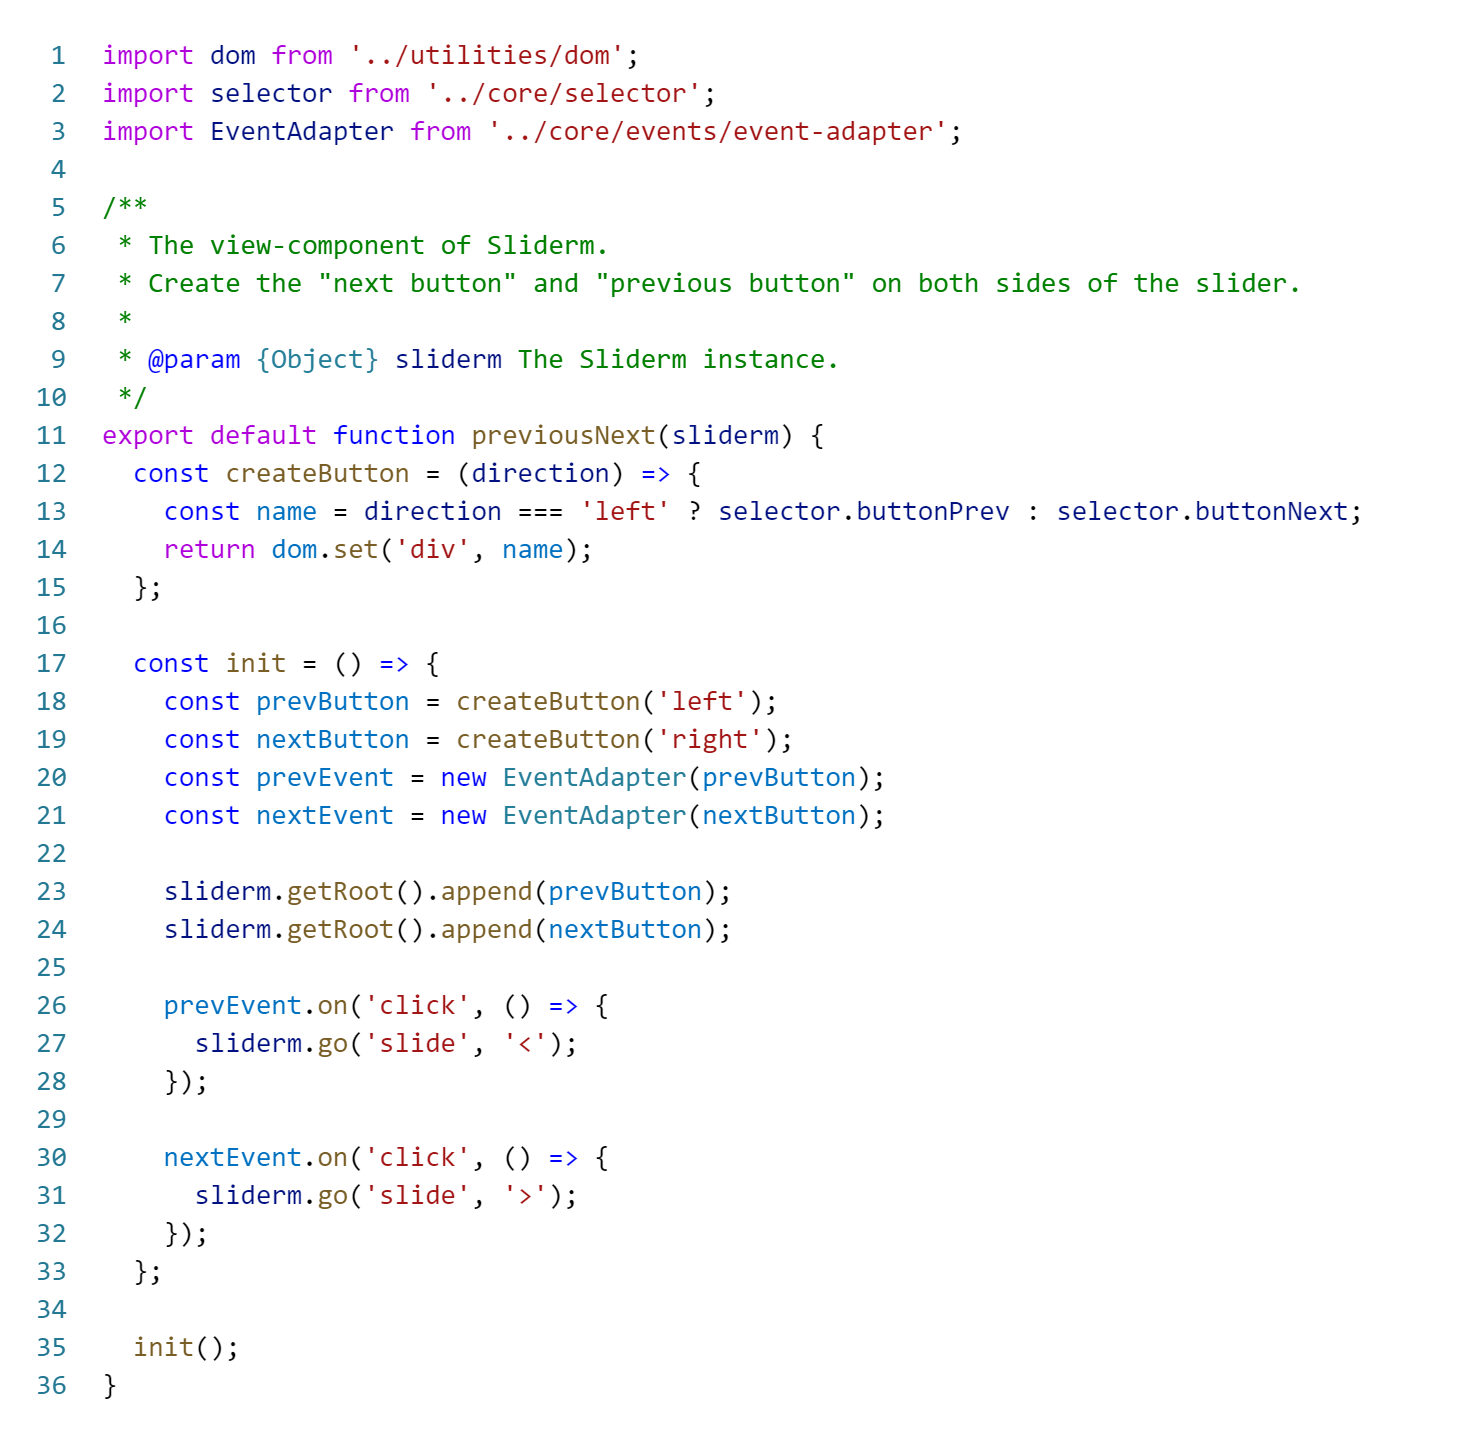 1 import dom from '../utilities/dom';
2 import selector from '../core/selector';
3 import EventAdapter from '../core/events/event-adapter';
4
5 /**
6  * The view-component of Sliderm.
7  * Create the "next button" and "previous button" on both sides of the slider.
8  *
9  * @param {Object} sliderm The Sliderm instance.
10  */
11 export default function previousNext(sliderm) {
12   const createButton = (direction) => {
13     const name = direction === 'left' ? selector.buttonPrev : selector.buttonNext;
14     return dom.set('div', name);
15   };
16
17   const init = () => {
18     const prevButton = createButton('left');
19     const nextButton = createButton('right');
20     const prevEvent = new EventAdapter(prevButton);
21     const nextEvent = new EventAdapter(nextButton);
22
23     sliderm.getRoot().append(prevButton);
24     sliderm.getRoot().append(nextButton);
25
26     prevEvent.on('click', () => {
27       sliderm.go('slide', '<');
28     });
29
30     nextEvent.on('click', () => {
31       sliderm.go('slide', '>');
32     });
33   };
34
35   init();
36 }